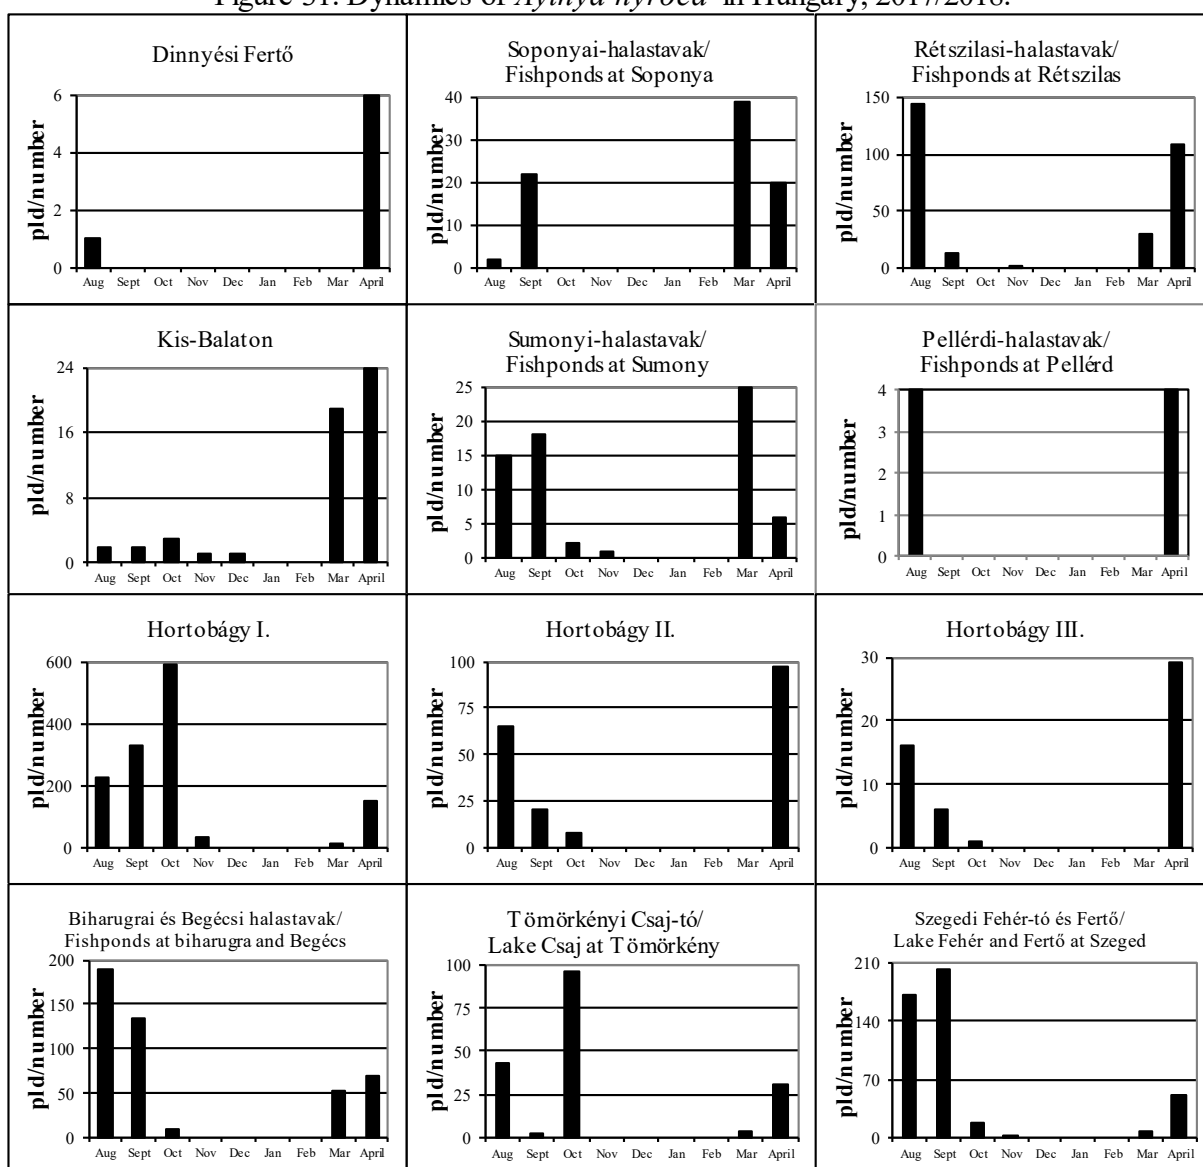 Figure 31. Dynamics of Aythya nyroca in Hungary, 2017/2018.
Dinnyési Fertő
pld/number
6
4
2
0
Aug Sept Oct Nov Dec Jan Feb Mar April
Soponyai-halastavak/
Fishponds at Soponya
pld/number
40
30
20
10
0
Aug Sept Oct Nov Dec Jan Feb Mar April
Rétszilasi-halastavak/
Fishponds at Rétszilas
pld/number
150
100
50
0
Aug Sept Oct Nov Dec Jan Feb Mar April
Kis-Balaton
pld/number
24
16
8
0
Aug Sept Oct Nov Dec Jan Feb Mar April
Sumonyi-halastavak/
Fishponds at Sumony
pld/number
25
20
15
10
5
0
Aug Sept Oct Nov Dec Jan Feb Mar April
Pellérdi-halastavak/
Fishponds at Pellérd
pld/number
4
3
2
1
0
Aug Sept Oct Nov Dec Jan Feb Mar April
Hortobágy I.
pld/number
600
400
200
0
Aug Sept Oct Nov Dec Jan Feb Mar April
Hortobágy II.
pld/number
100
75
50
25
0
Aug Sept Oct Nov Dec Jan Feb Mar April
Hortobágy III.
pld/number
30
20
10
0
Aug Sept Oct Nov Dec Jan Feb Mar April
Biharugrai és Begécsi halastavak/
Fishponds at biharugra and Begécs
pld/number
200
150
100
50
0
Aug Sept Oct Nov Dec Jan Feb Mar April
Tömörkényi Csaj-tó/
Lake Csaj at Tömörkény
pld/number
100
75
50
25
0
Aug Sept Oct Nov Dec Jan Feb Mar April
Szegedi Fehér-tó és Fertő/
Lake Fehér and Fertő at Szeged
pld/number
210
140
70
0
Aug Sept Oct Nov Dec Jan Feb Mar April